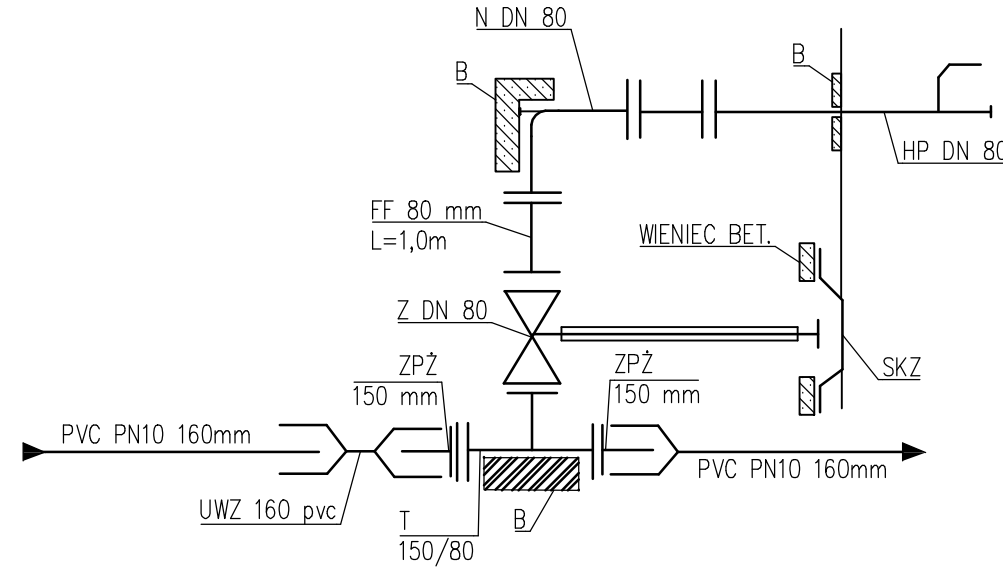 N DN 80
B
B
HP DN 80
FF 80 mm
L=1,0m
WIENIEC BET.
Z DN 80
ZPŻ
150 mm
ZPŻ
150 mm
SKZ
PVC PN10 160mm
PVC PN10 160mm
UWZ 160 pvc
T
150/80
B